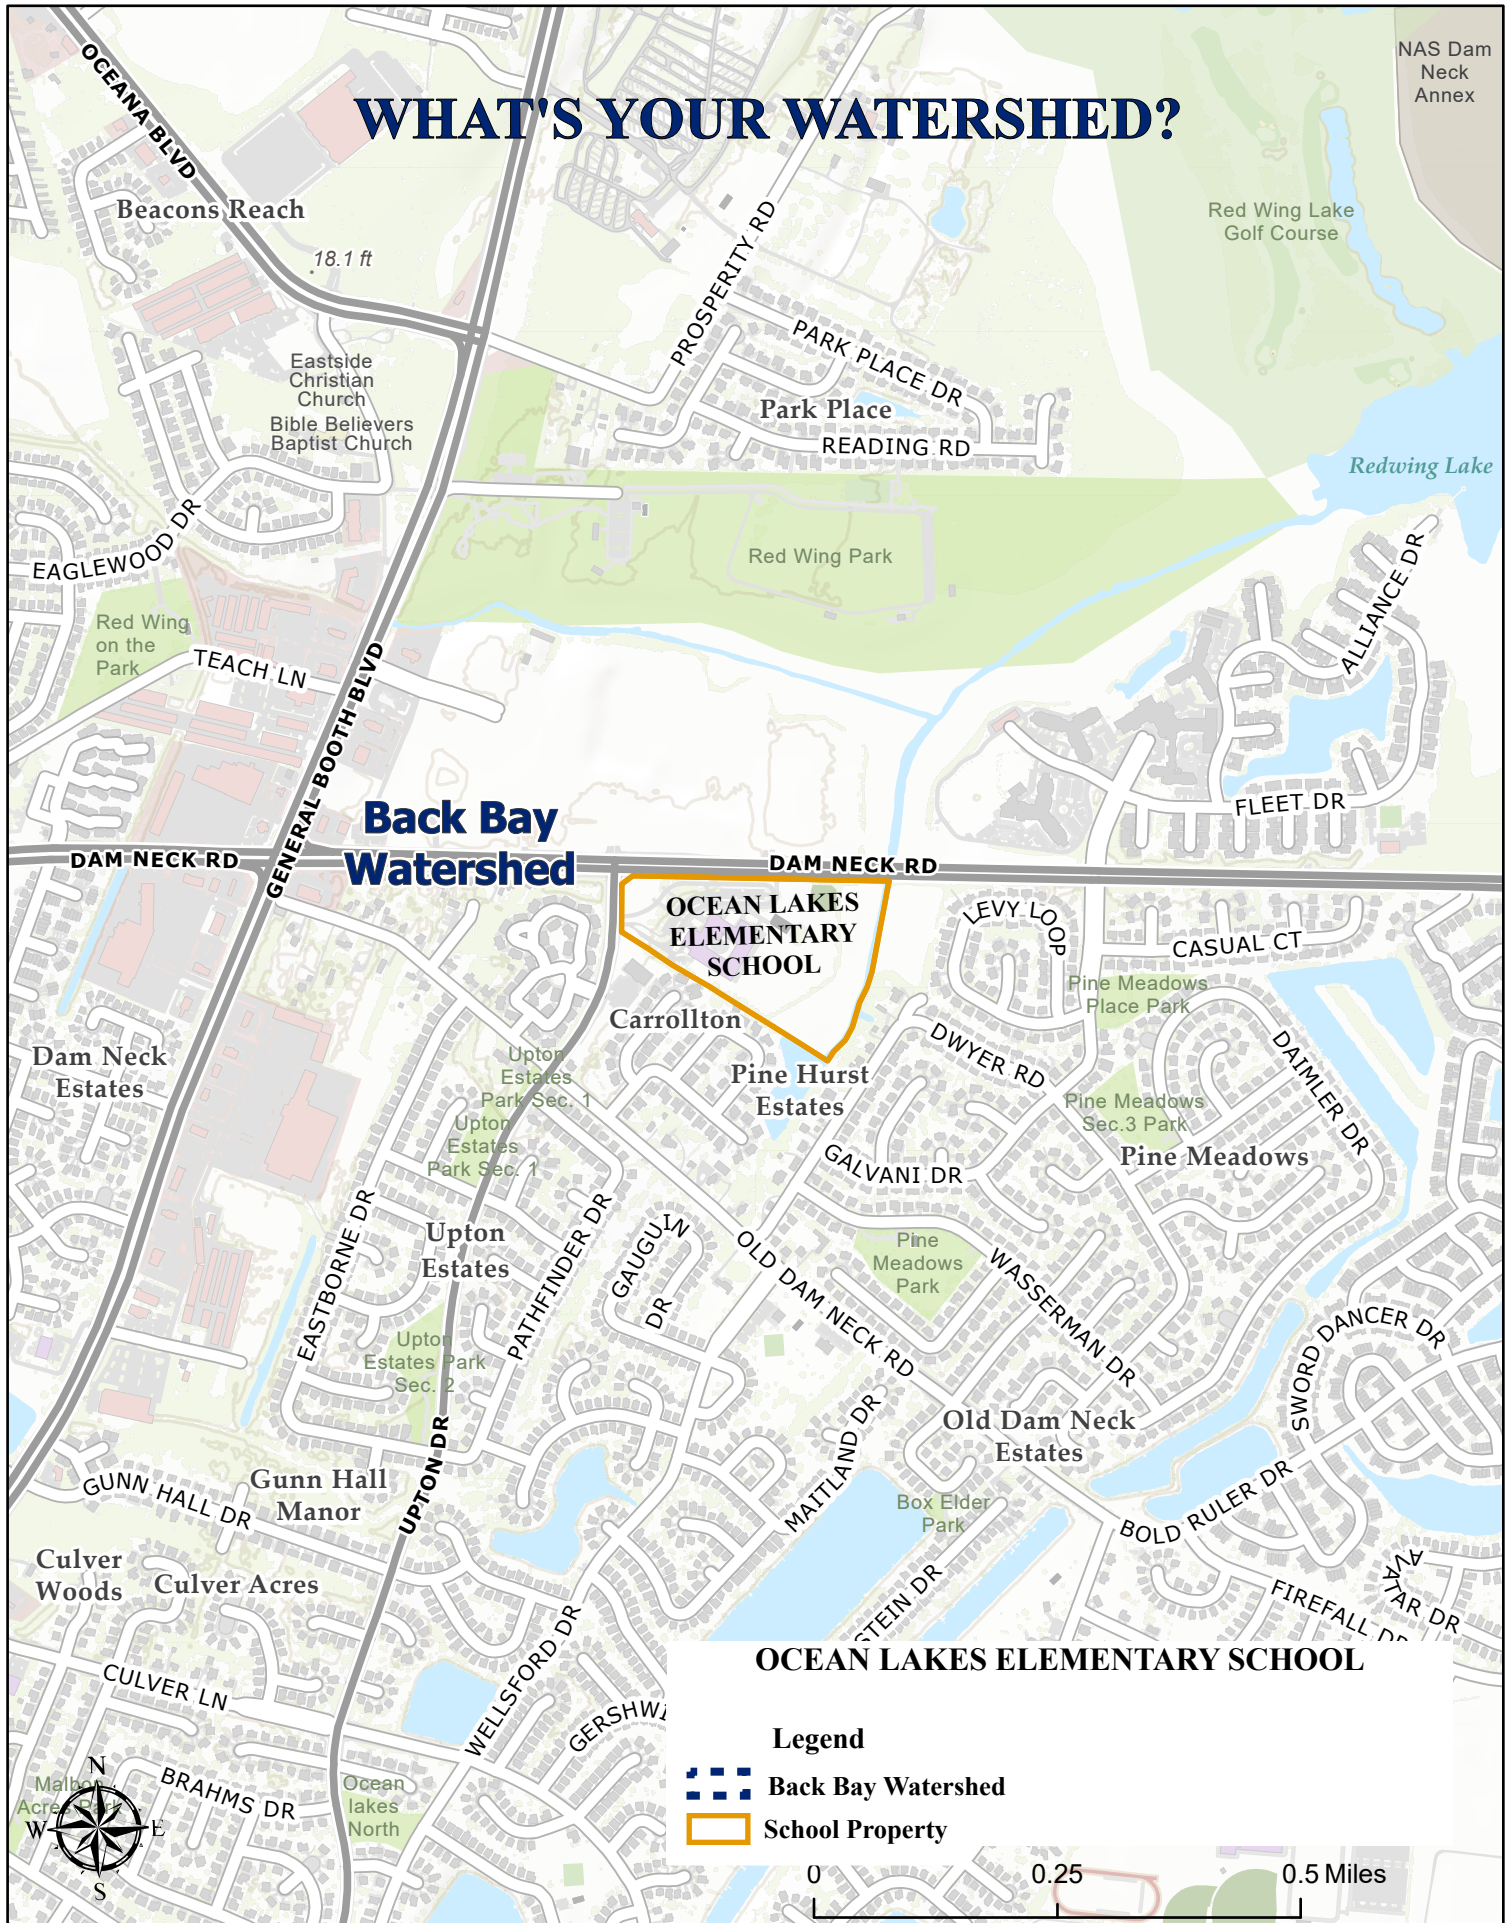 WHAT'S YOUR WATERSHED?
NAS Dam
Neck
Annex
OCEANA BLVD
Beacons Reach
18.1 ft
PROSPERITY RD
Red Wing Lake
Golf Course
Eastside
Christian
Church
Bible Believers
Baptist Church
PARK PLACE DR
Park Place
READING RD
Redwing Lake
EAGLEWOOD DR
Red Wing Park
ALLIANCE DR
Red Wing
on the
Park
TEACH LN
GENERAL BOOTH BLVD
FLEET DR
Back Bay
Watershed
DAM NECK RD
DAM NECK RD
OCEAN LAKES
ELEMENTARY
SCHOOL
LEVY LOOP
CASUAL CT
Pine Meadows
Place Park
Carrollton
Dam Neck
Estates
Upton
Estates
Park Sec. 1
DWYER RD
DAIMLER DR
Pine Hurst
Estates
Upton
Estates
Park Sec. 1
Pine Meadows
Sec.3 Park
Pine Meadows
GALVANI DR
EASTBORNE DR
Upton
Estates
PATHFINDER DR
GAUGUIN
DR
OLD DAM NECK RD
Pine
Meadows
Park
WASSERMAN DR
SWORD DANCER DR
Upton
Estates Park
Sec. 2
UPTON DR
MAITLAND DR
Old Dam Neck
Estates
Gunn Hall
Manor
GUNN HALL DR
Box Elder
Park
BOLD RULER DR
Culver
Woods
Culver Acres
AVATAR DR
FIREFALL DR
STEIN DR
WELLSFORD DR
CULVER LN
GERSHWI
OCEAN LAKES ELEMENTARY SCHOOL
Legend
Back Bay Watershed
School Property
N
W
E
S
Malbon
Acres Park
BRAHMS DR
Ocean
lakes
North
0
0.25
0.5 Miles